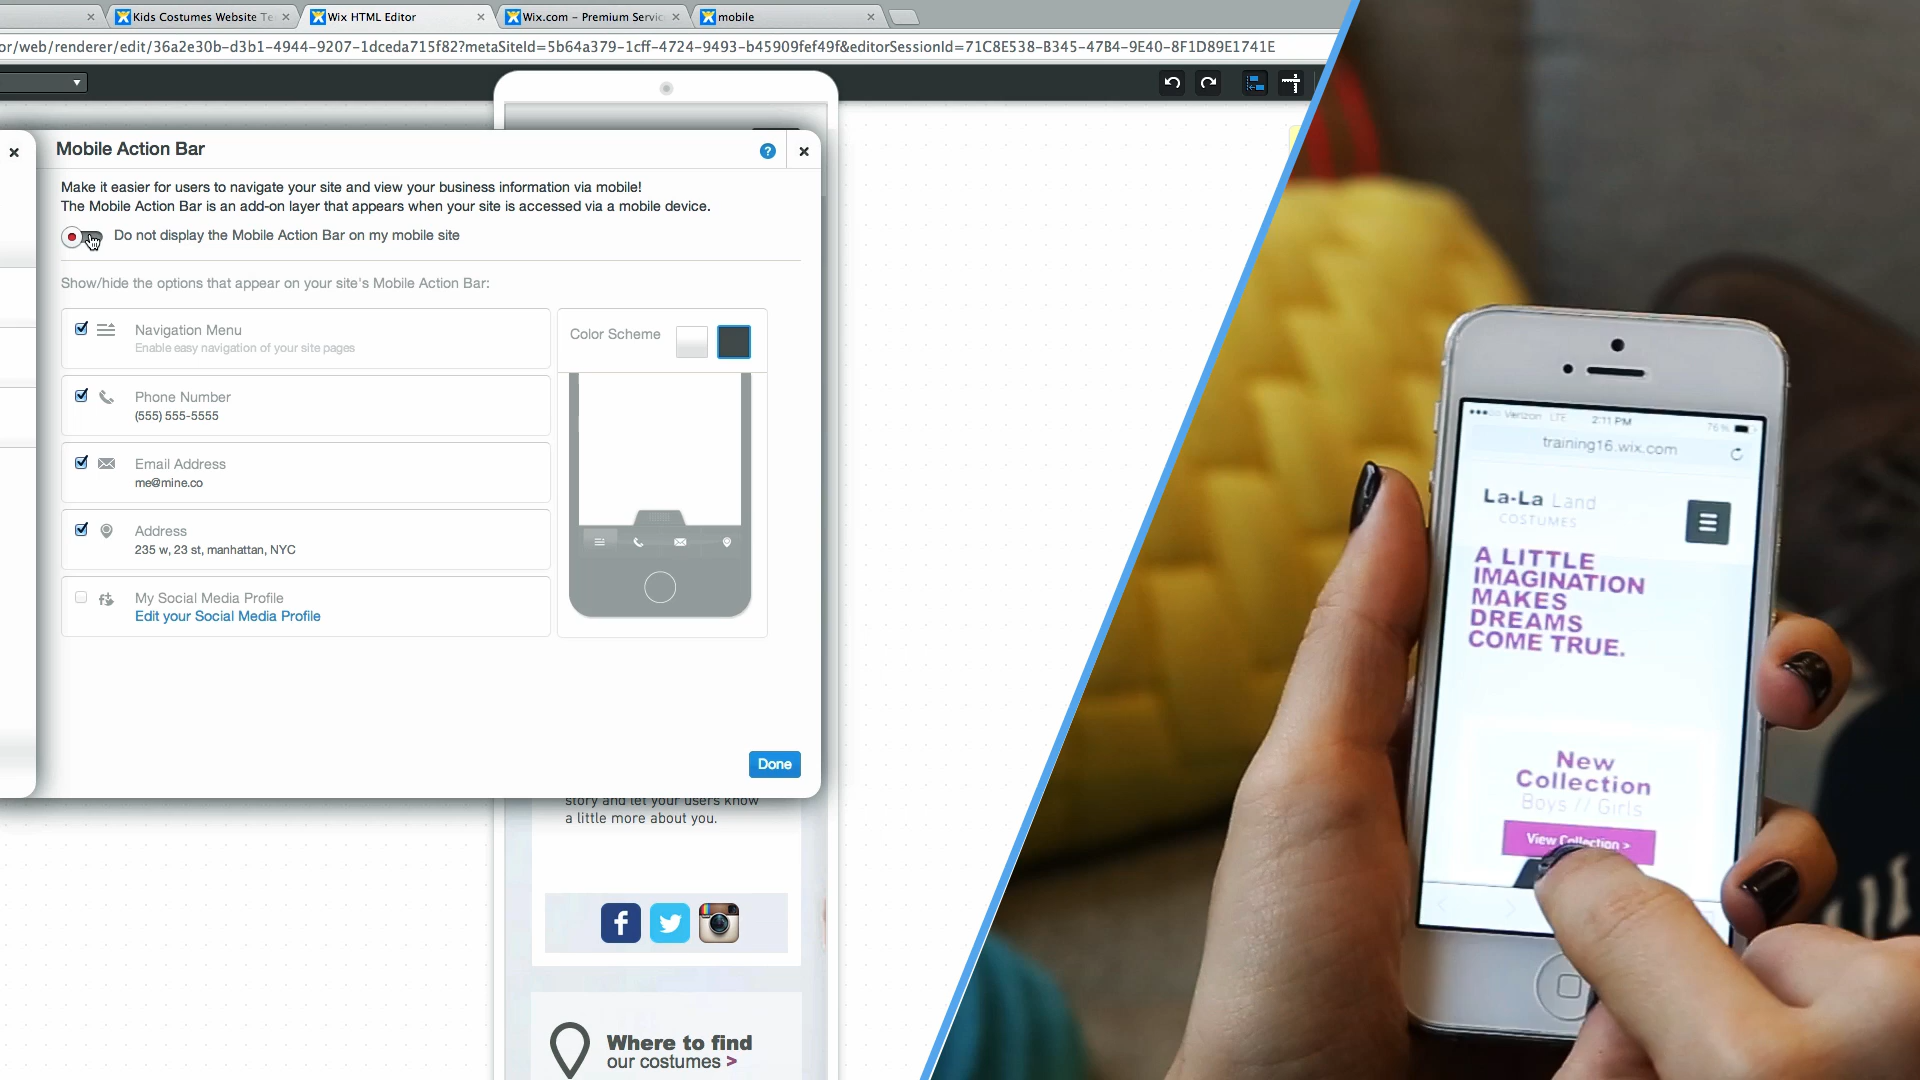 Kids Costumes Website Te
Wix HTML Editor
Wix.com – Premium Servic
mobile
or/web/renderer/edit/36a2e30b-d3b1-4944-9207-1dceda715f82?metaSiteId=5b64a379-1cff-4724-9493-b45909fef49f&editorSessionId=71C8E538-B345-47B4-9E40-8F1D89E1741E
Mobile Action Bar
?
Make it easier for users to navigate your site and view your business information via mobile!
The Mobile Action Bar is an add-on layer that appears when your site is accessed via a mobile device.
Do not display the Mobile Action Bar on my mobile site
Show/hide the options that appear on your site's Mobile Action Bar:
Navigation Menu
Enable easy navigation of your site pages
Phone Number
(555) 555-5555
Email Address
me@mine.co
Address
235 w, 23 st, manhattan, NYC
My Social Media Profile
Edit your Social Media Profile
Color Scheme
Done
story and let your users know
a little more about you.
Where to find
our costumes >
Verizon LTE 2:11 PM 76%
training16.wix.com
La-La Land
COSTUMES
A LITTLE
IMAGINATION
MAKES
DREAMS
COME TRUE.
New
Collection
Boys // Girls
View Collection >